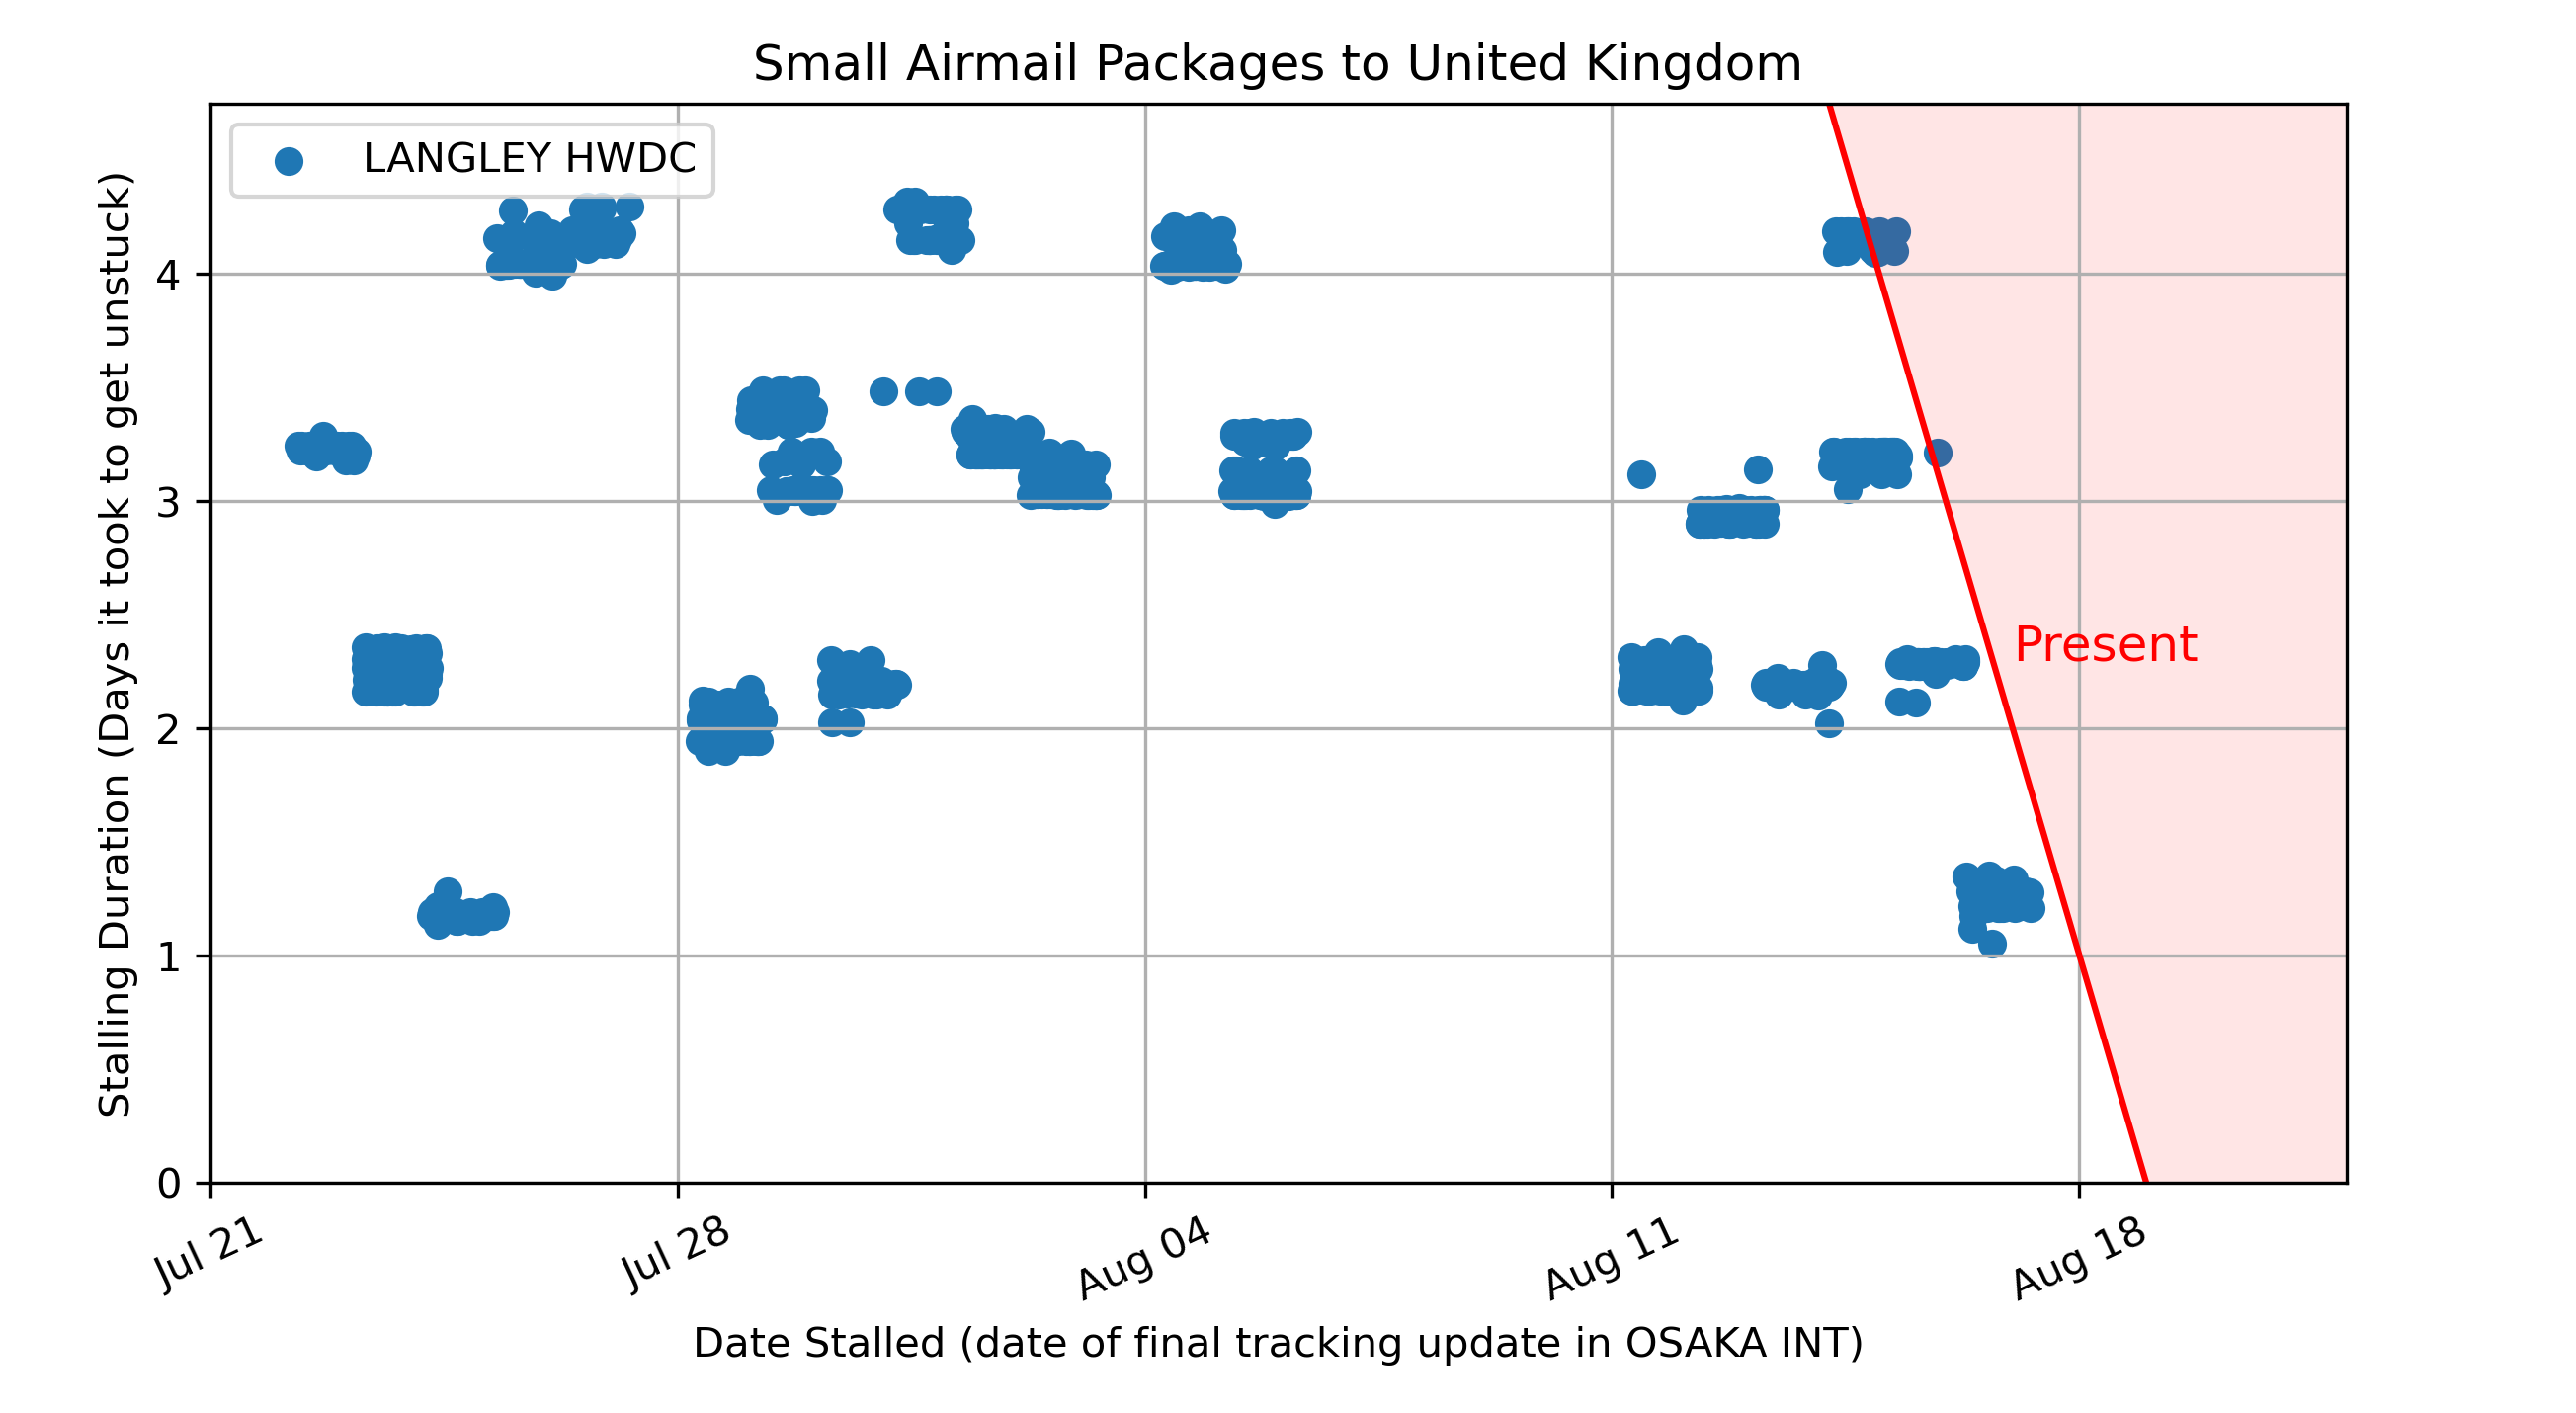 Small Airmail Packages to United Kingdom
LANGLEY HWDC
Stalling Duration (Days it took to get unstuck)
4
3
2
1
0
Present
Jul 21
Jul 28
Aug 04
Aug 11
Aug 18
Date Stalled (date of final tracking update in OSAKA INT)